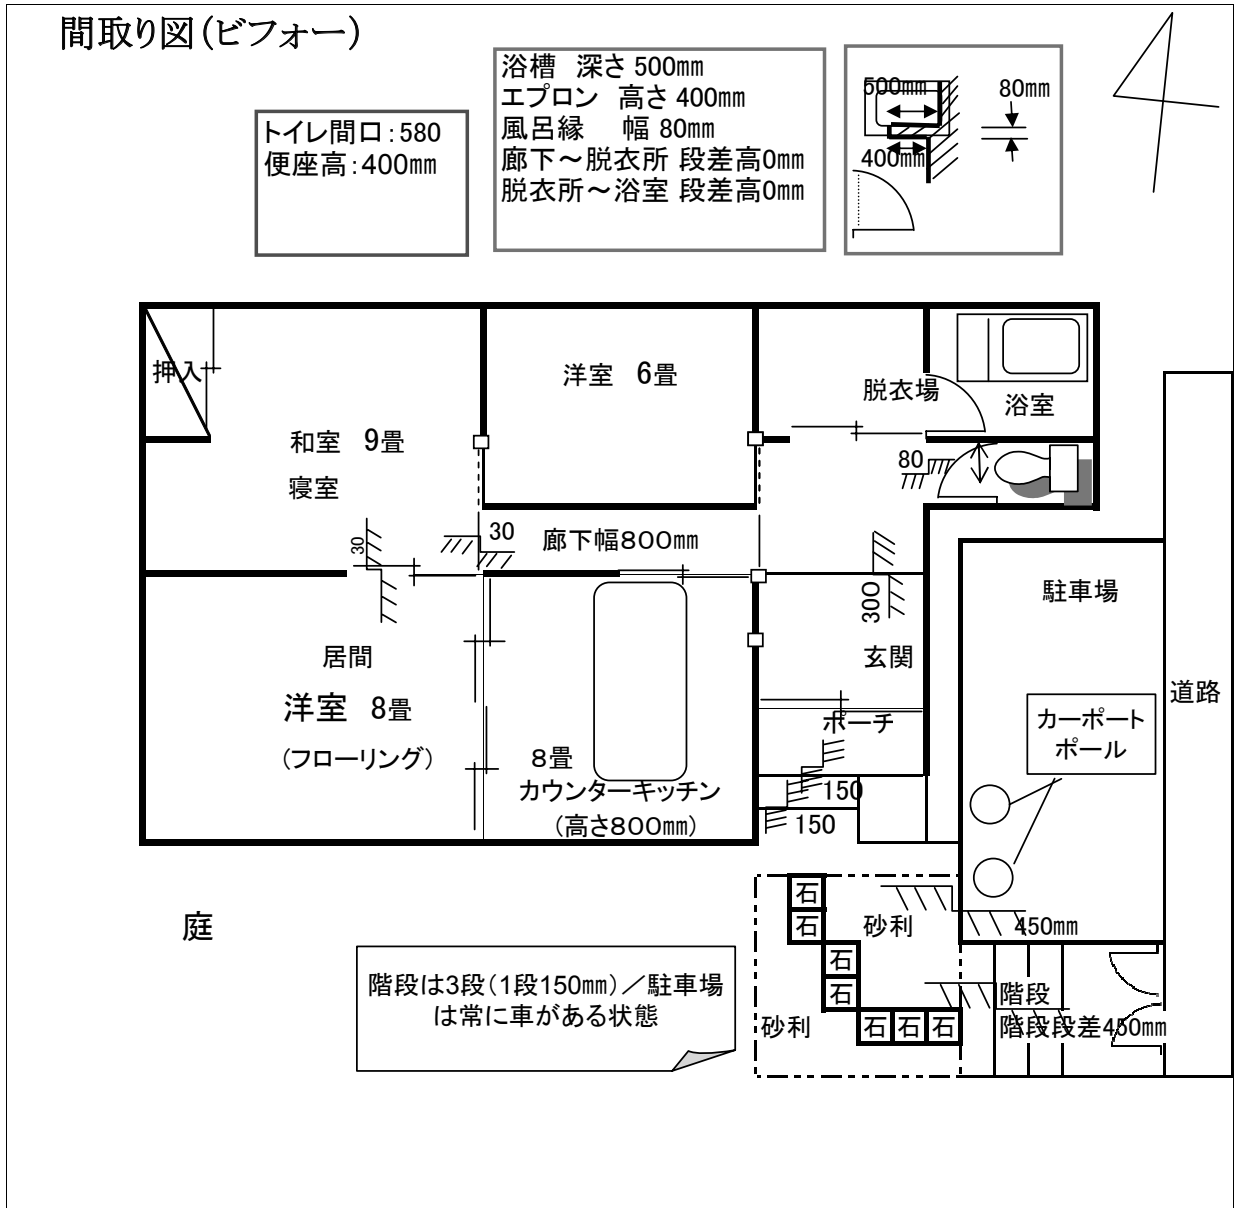 間取り図(ビフォー)
トイレ間口:580
便座高:400㎜
浴槽 深さ 500㎜
エプロン 高さ 400㎜
風呂縁 幅 80㎜
廊下～脱衣所 段差高0㎜
脱衣所～浴室 段差高0㎜
500㎜
80㎜
400㎜
押入
洋室 6畳
脱衣場
浴室
和室 9畳
寝室
80
30
30
廊下幅800㎜
300
駐車場
居間
玄関
洋室 8畳
(フローリング)
道路
ポーチ
カーポート
ポール
8畳
カウンターキッチン
(高さ800㎜)
150
150
石
石
砂利
450㎜
庭
石
石
階段は3段(1段150㎜)/駐車場
は常に車がある状態
階段
砂利
石 石 石
階段段差450㎜